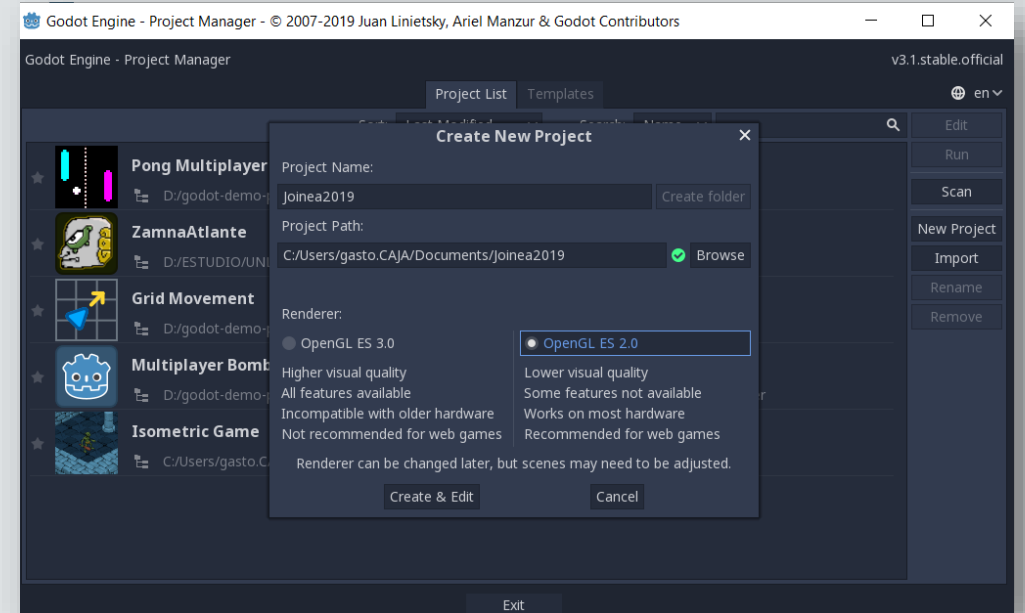 Godot Engine - Project Manager - © 2007-2019 Juan Linietsky, Ariel Manzur & Godot Contributors
Godot Engine - Project Manager
v3.1.stable.official
Project List
Templates
en
Edit
Run
Scan
New Project
Import
Rename
Remove
Create New Project
Project Name:
Joinea2019
Create folder
Project Path:
C:/Users/gasto.CAJA/Documents/Joinea2019
Browse
Renderer:
OpenGL ES 3.0
Higher visual quality
All features available
Incompatible with older hardware
Not recommended for web games
OpenGL ES 2.0
Lower visual quality
Some features not available
Works on most hardware
Recommended for web games
Renderer can be changed later, but scenes may need to be adjusted.
Create & Edit
Cancel
Pong Multiplayer
D:/godot-demo-
ZamnaAtlante
D:/ESTUDIO/UN
Grid Movement
D:/godot-demo-
Multiplayer Bomb
D:/godot-demo-
Isometric Game
C:/Users/gasto.C
Exit